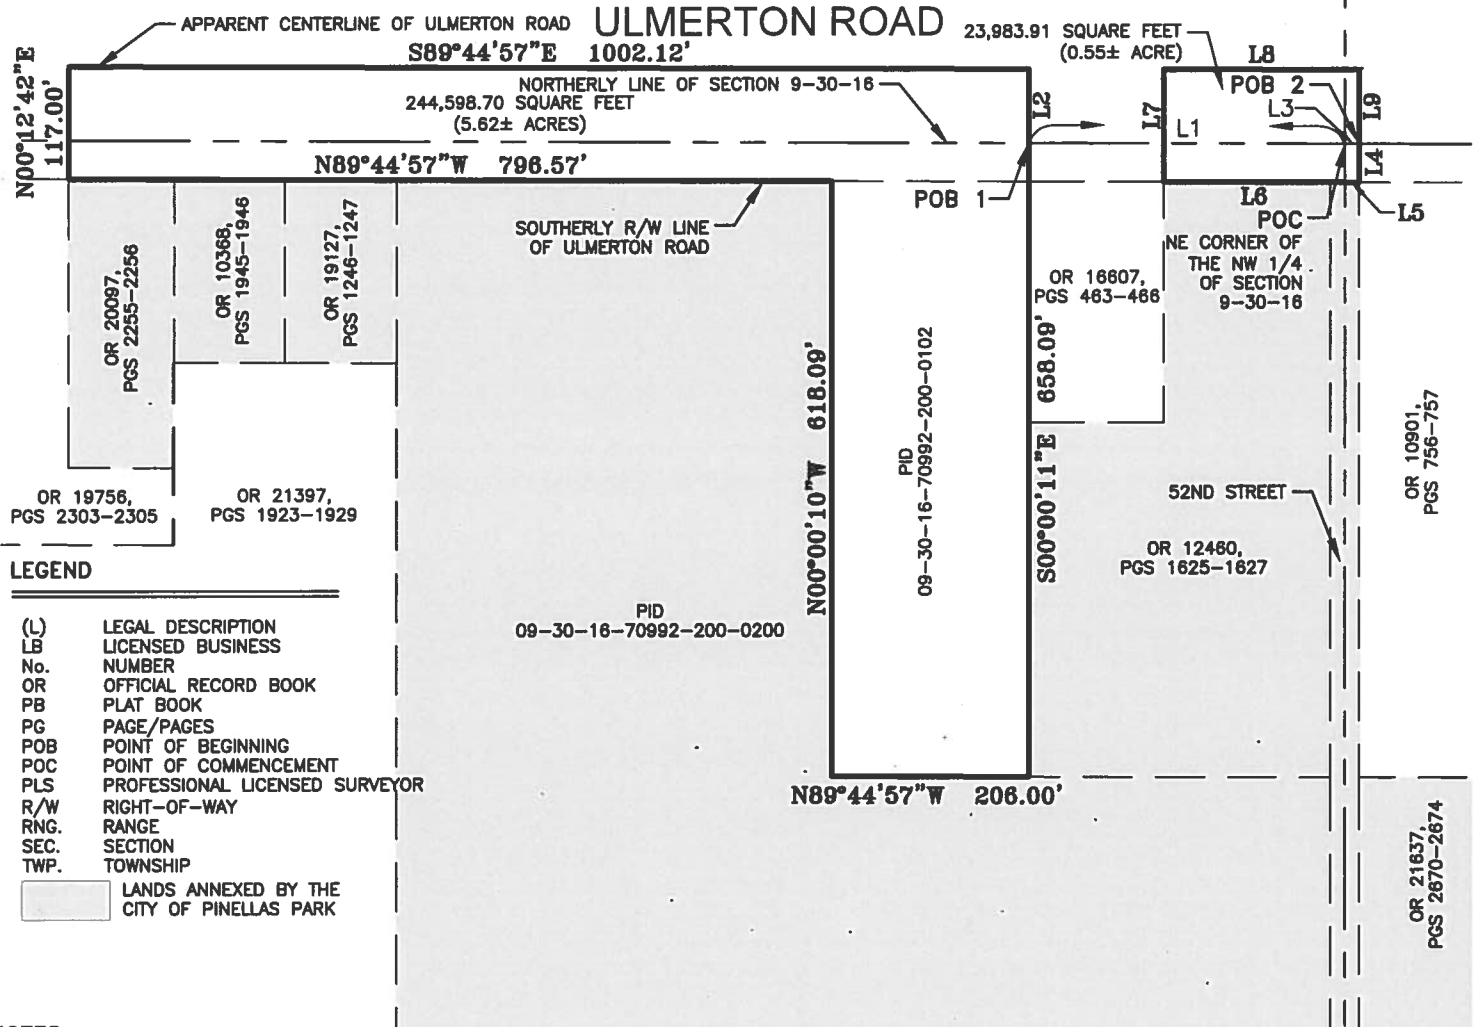 APPARENT CENTERLINE OF ULMERTON ROAD
ULMERTON ROAD
23,983.91 SQUARE FEET
(0.55± ACRE)
S89°44'57"E 1002.12'
L8
N00°12'42"E
117.00'
NORTHERLY LINE OF SECTION 9-30-16
244,598.70 SQUARE FEET
(5.62± ACRES)
L2
L7
POB 2
L3
L9
L1
L4
N89°44'57"W 796.57'
POB 1
L6
L5
POC
NE CORNER OF
THE NW 1/4
OF SECTION
9-30-16
SOUTHERLY R/W LINE
OF ULMERTON ROAD
OR 20097,
PGS 2255-2256
OR 10368,
PGS 1945-1946
OR 19127,
PGS 1246-1247
OR 16607,
PGS 463-466
N00°00'10"W 618.09'
PID
09-30-16-70992-200-0102
S00°00'11"E 658.09'
OR 10901,
PGS 756-757
OR 19756,
PGS 2303-2305
OR 21397,
PGS 1923-1929
52ND STREET
OR 12460,
PGS 1625-1627
PID
09-30-16-70992-200-0200
N89°44'57"W 206.00'
OR 21637,
PGS 2670-2674
LEGEND
(L) LEGAL DESCRIPTION
LB LICENSED BUSINESS
No. NUMBER
OR OFFICIAL RECORD BOOK
PB PLAT BOOK
PG PAGE/PAGES
POB POINT OF BEGINNING
POC POINT OF COMMENCEMENT
PLS PROFESSIONAL LICENSED SURVEYOR
R/W RIGHT-OF-WAY
RNG. RANGE
SEC. SECTION
TWP. TOWNSHIP
LANDS ANNEXED BY THE
CITY OF PINELLAS PARK